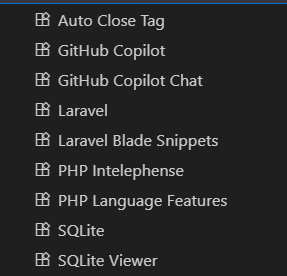 Auto Close Tag
GitHub Copilot
GitHub Copilot Chat
Laravel
Laravel Blade Snippets
PHP Intelephense
PHP Language Features
SQLite
SQLite Viewer